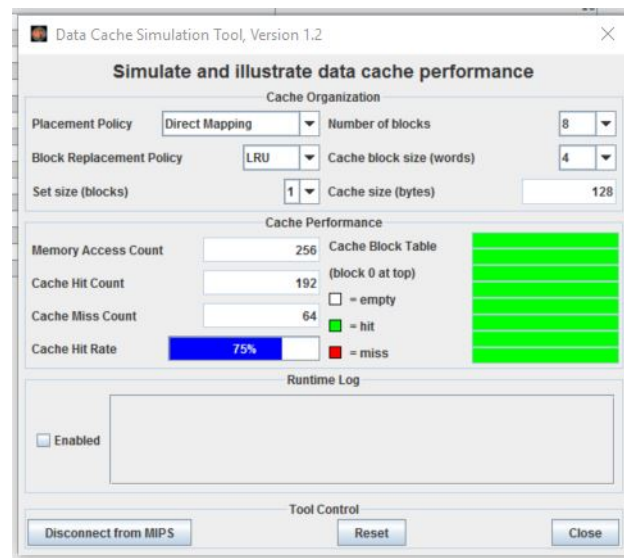 Data Cache Simulation Tool, Version 1.2
Simulate and illustrate data cache performance
Cache Organization
Placement Policy Direct Mapping Number of blocks 8
Block Replacement Policy LRU Cache block size (words) 4
Set size (blocks) 1 Cache size (bytes) 128
Cache Performance
Memory Access Count 256 Cache Block Table
(block 0 at top)
Cache Hit Count 192
= empty
Cache Miss Count 64
= hit
Cache Hit Rate 75%
= miss
Runtime Log
Enabled
Tool Control
Disconnect from MIPS Reset Close